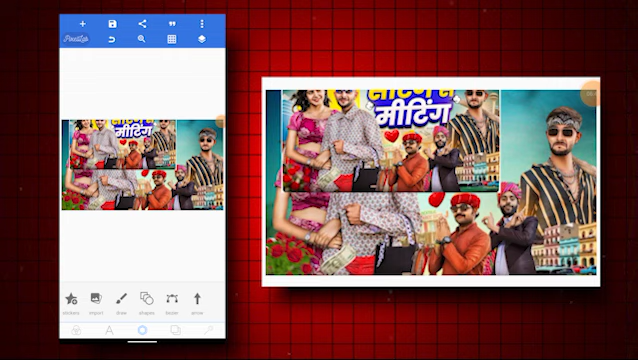 PixelLab
stickers import draw shapes bezier arrow
सेटिंग से
मीटिंग
सेटिंग से
मीटिंग